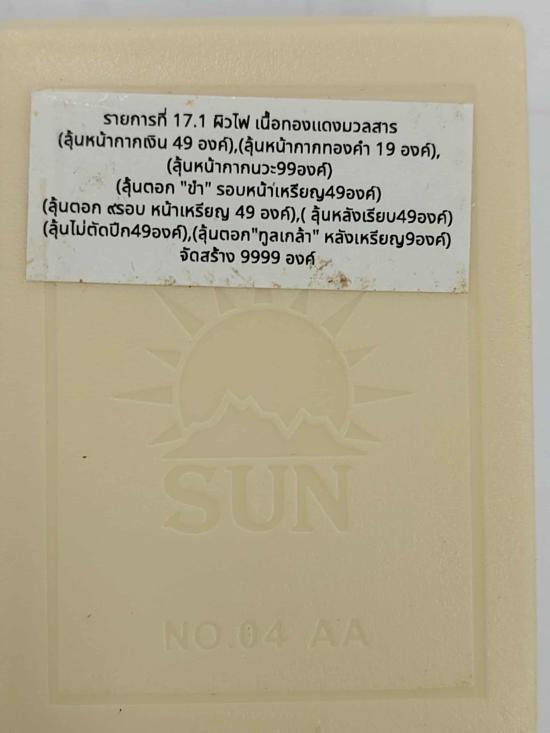 รายการที่ 17.1 ผิวไฟ เนื้อทองแดงมวลสาร
(ลุ้นหน้ากากเงิน 49 องค์),(ลุ้นหน้ากากทองคำ 19 องค์),
(ลุ้นหน้ากากนวะ99องค์)
(ลุ้นตอก "ขำ" รอบหน้าเหรียญ49องค์)
(ลุ้นตอก ๙รอบ หน้าเหรียญ 49 องค์),( ลุ้นหลังเรียบ49องค์)
(ลุ้นไม่ตัดปีก49องค์),(ลุ้นตอก"ทูลเกล้า" หลังเหรียญ9องค์)
จัดสร้าง 9999 องค์
SUN
NO.04 AA